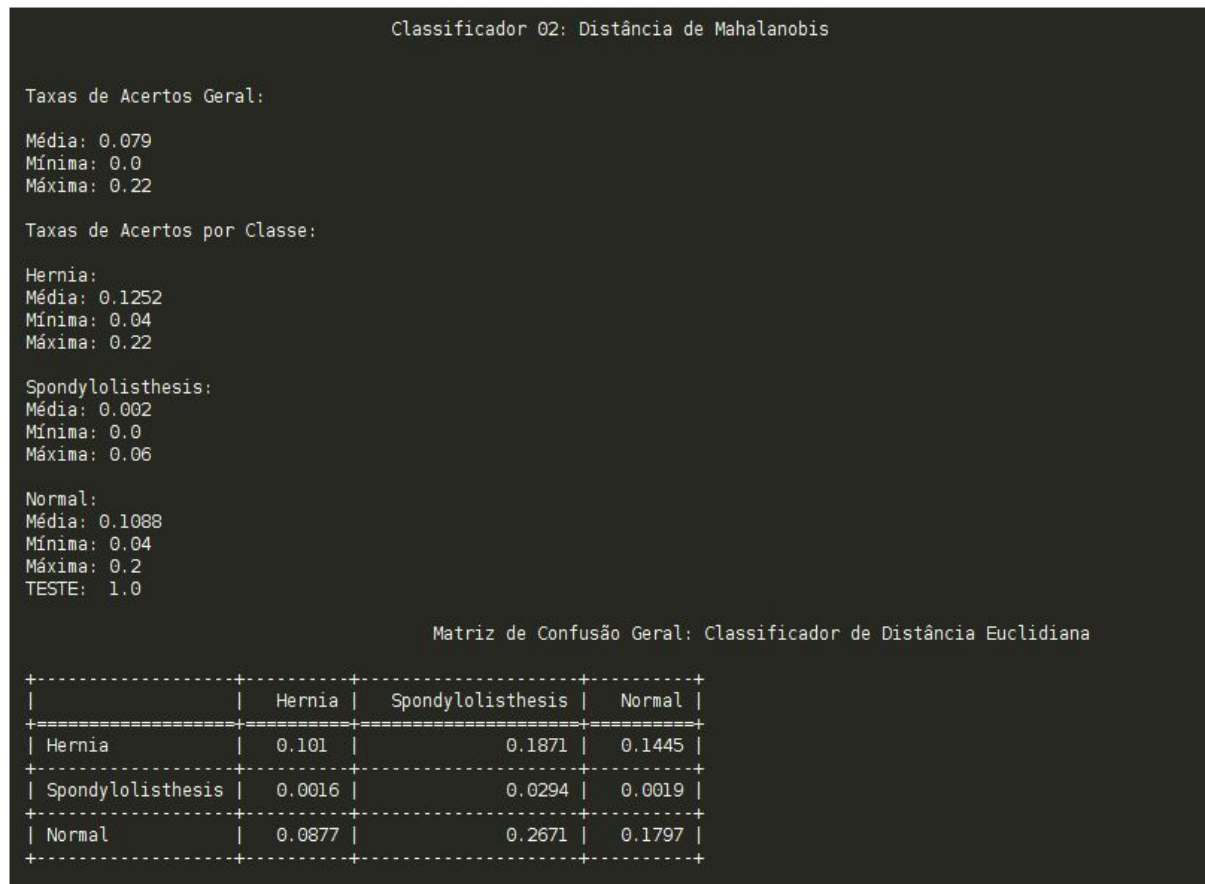 Classificador 02: Distância de Mahalanobis
Taxas de Acertos Geral:
Média: 0.079
Mínima: 0.0
Máxima: 0.22
Taxas de Acertos por Classe:
Hernia:
Média: 0.1252
Mínima: 0.04
Máxima: 0.22
Spondylolisthesis:
Média: 0.002
Mínima: 0.0
Máxima: 0.06
Normal:
Média: 0.1088
Mínima: 0.04
Máxima: 0.2
TESTE:  1.0
Matriz de Confusão Geral: Classificador de Distância Euclidiana
| | Hernia | Spondylolisthesis | Normal |
| Hernia | 0.101 | 0.1871 | 0.1445 |
| Spondylolisthesis | 0.0016 | 0.0294 | 0.0019 |
| Normal | 0.0877 | 0.2671 | 0.1797 |